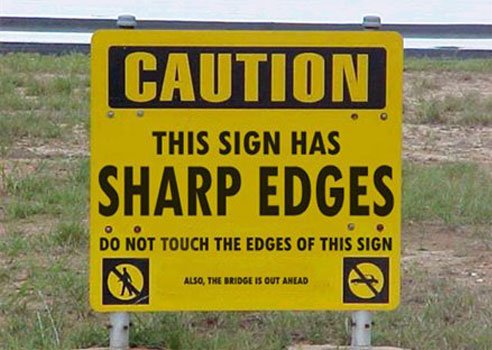 CAUTION
THIS SIGN HAS
SHARP EDGES
DO NOT TOUCH THE EDGES OF THIS SIGN
ALSO, THE BRIDGE IS OUT AHEAD